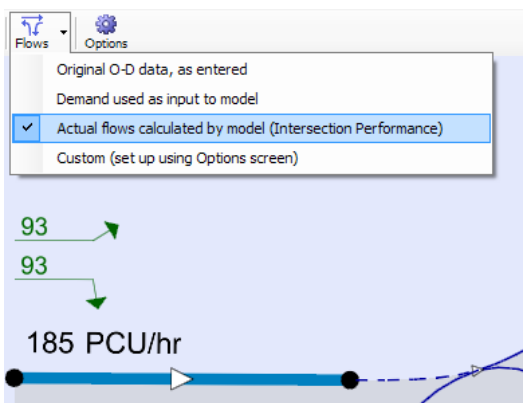 Flows
Options
Original O-D data, as entered
Demand used as input to model
Actual flows calculated by model (Intersection Performance)
Custom (set up using Options screen)
93
93
185 PCU/hr